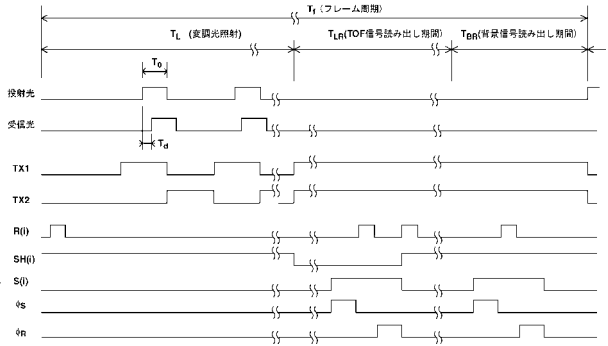 Tf (フレーム周期)
TL (変調光照射)
TLR(TOF信号読み出し期間)
TBR(背景信号読み出し期間)
T0
投射光
受信光
Td
TX1
TX2
R(i)
SH(i)
S(i)
φS
φR